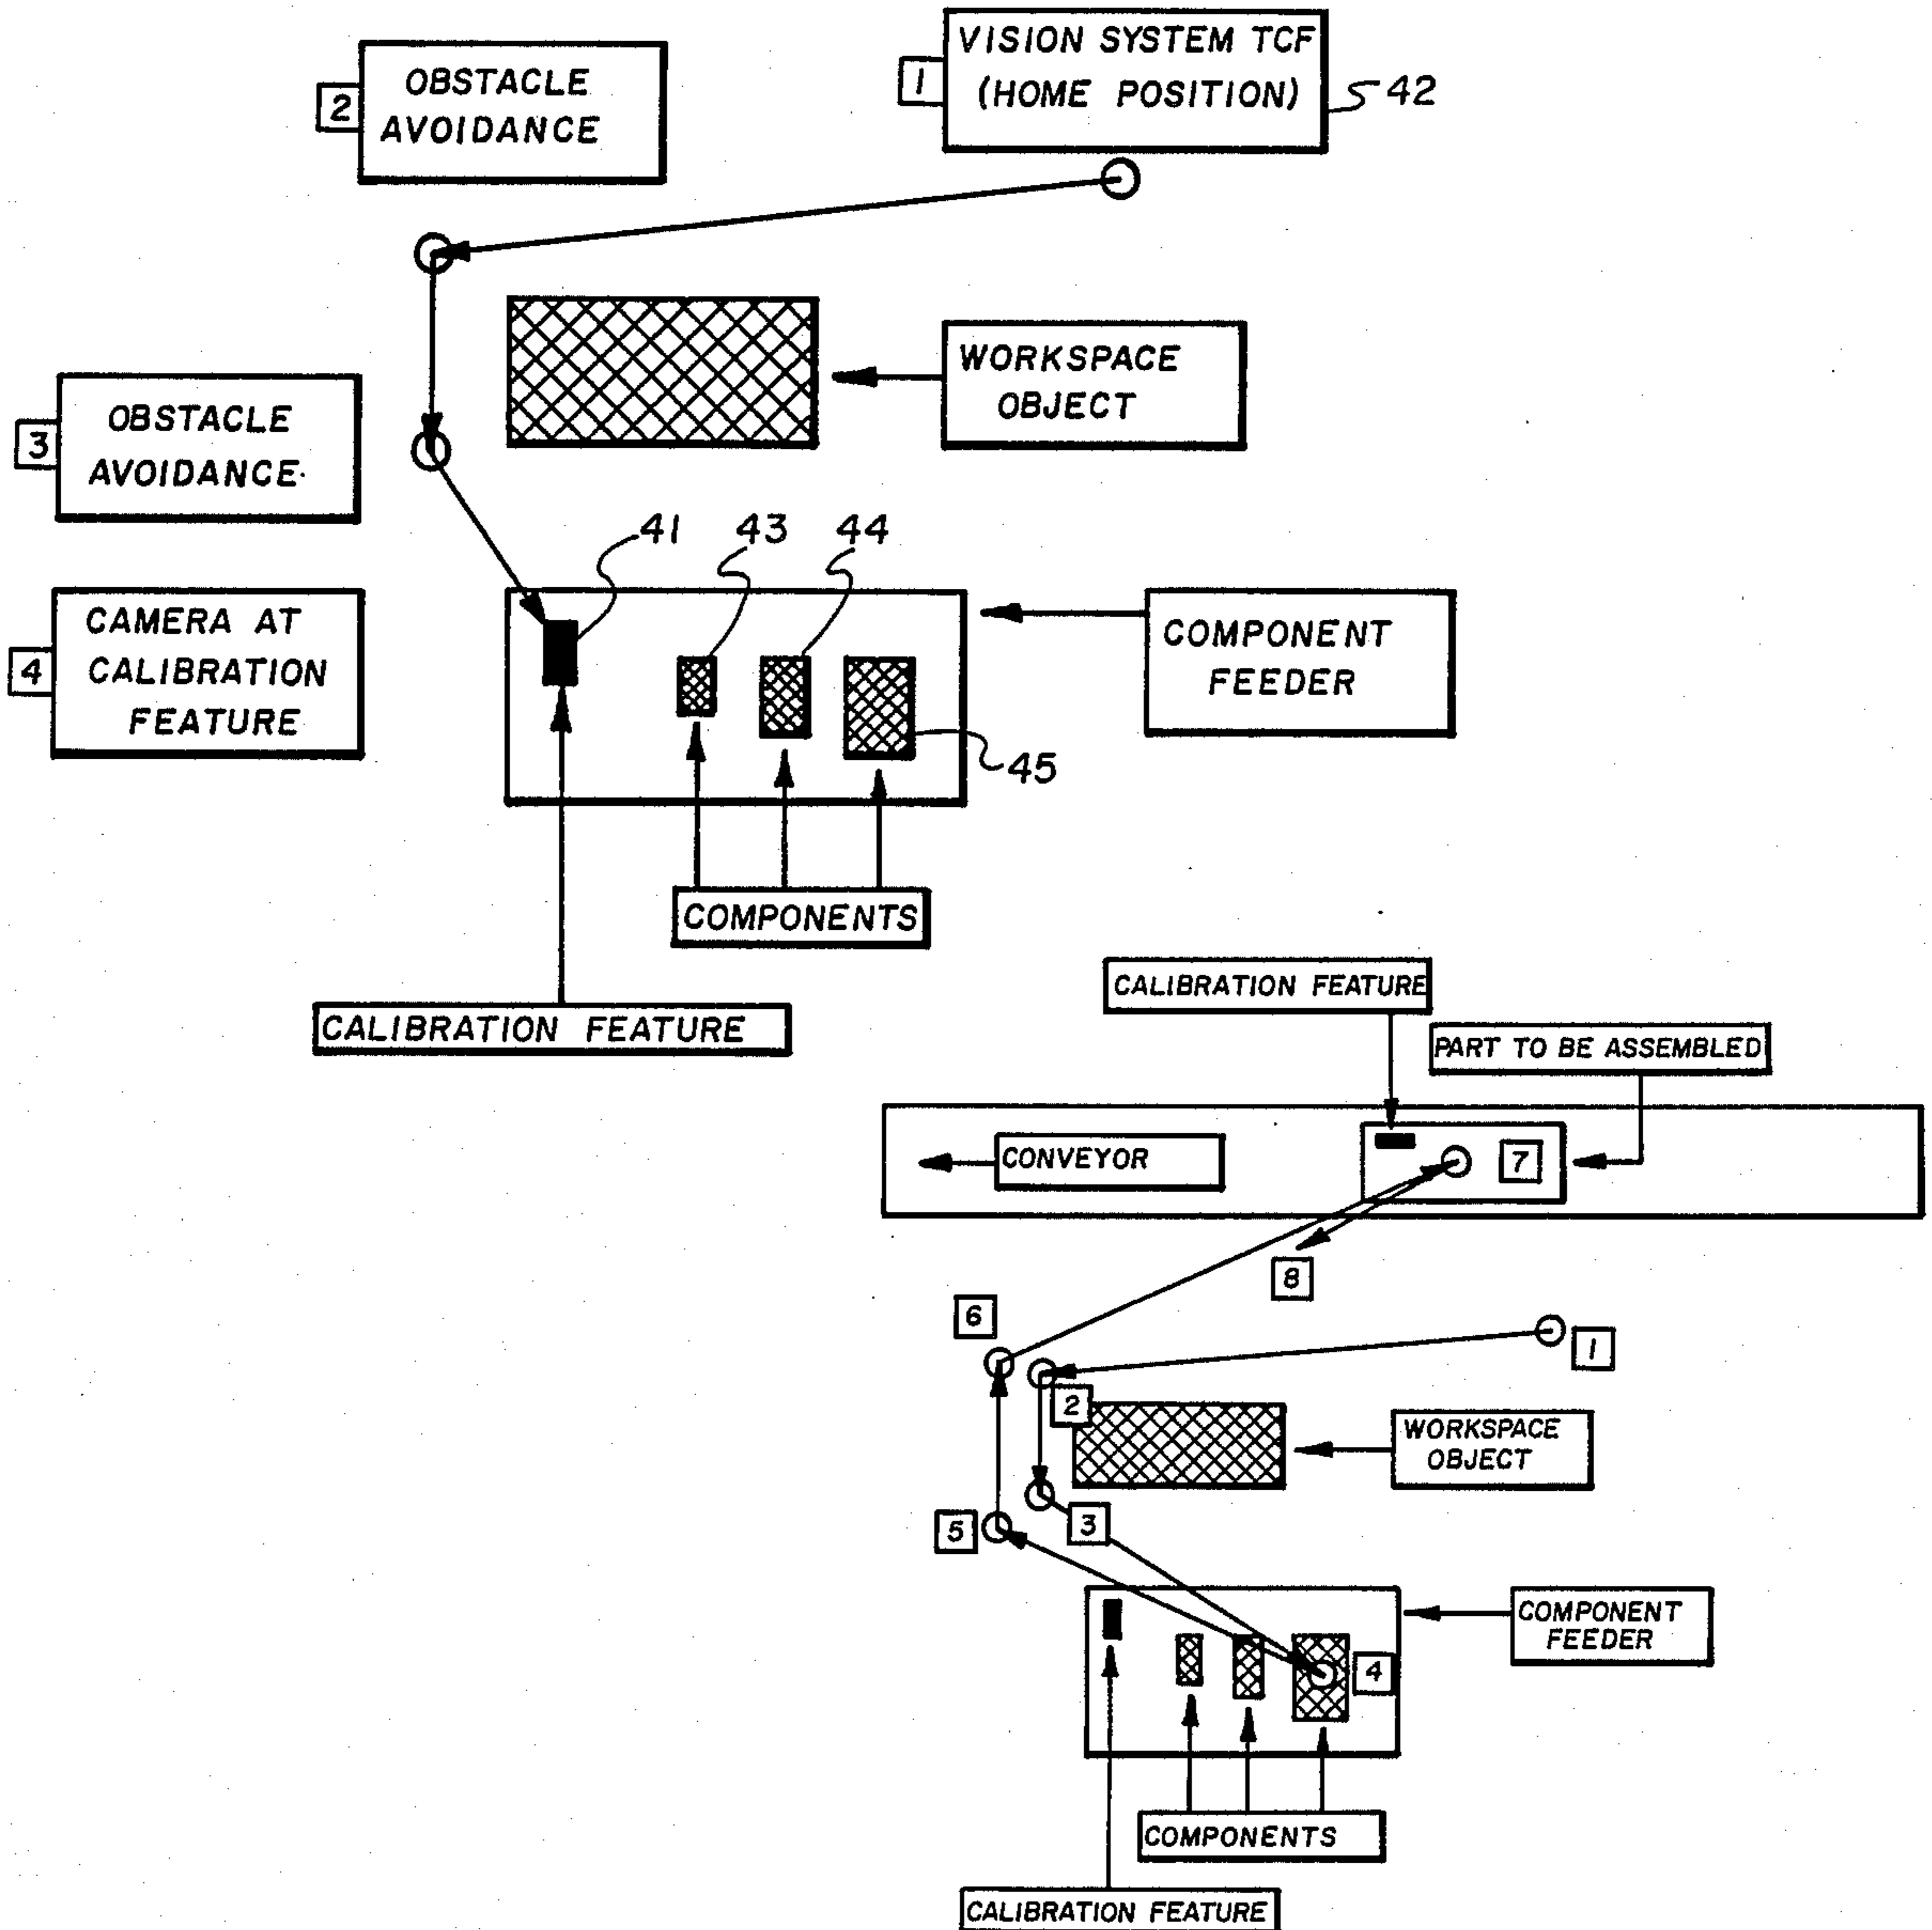 VISION SYSTEM TCF
(HOME POSITION)
1
42
OBSTACLE
AVOIDANCE
2
WORKSPACE
OBJECT
OBSTACLE
AVOIDANCE
3
41
43
44
CAMERA AT
CALIBRATION
FEATURE
4
COMPONENT
FEEDER
45
COMPONENTS
CALIBRATION FEATURE
CALIBRATION FEATURE
PART TO BE ASSEMBLED
CONVEYOR
7
8
6
1
2
WORKSPACE
OBJECT
5
3
COMPONENT
FEEDER
4
COMPONENTS
CALIBRATION FEATURE